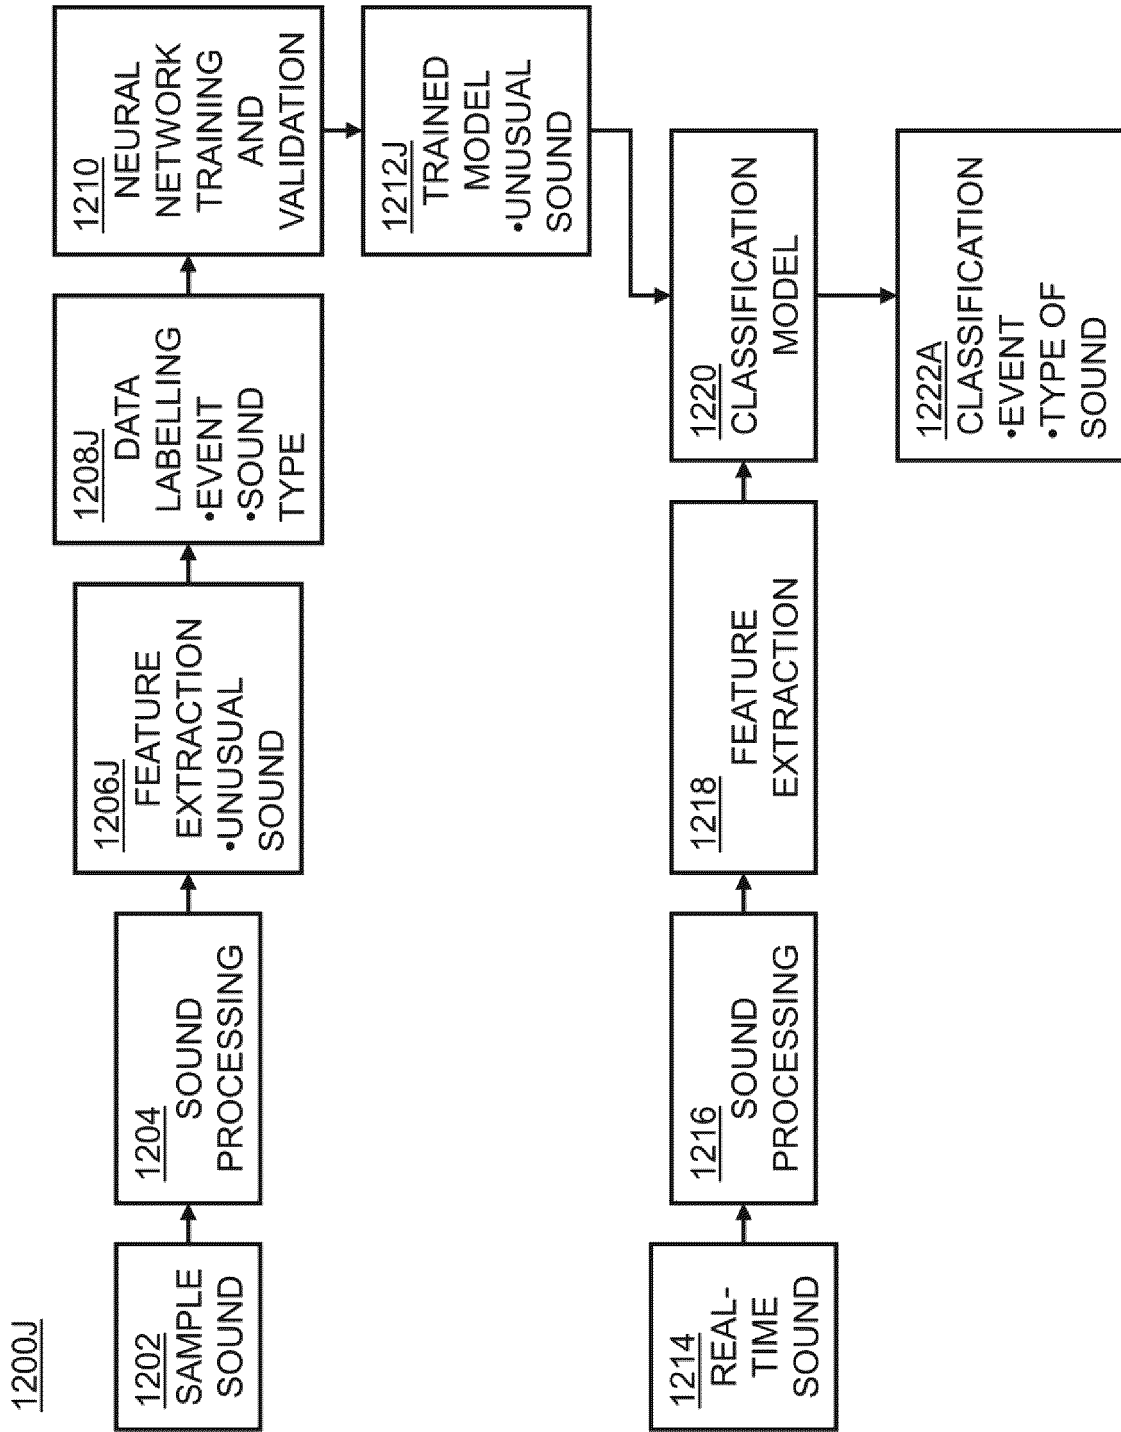 1200J
1202
SAMPLE
SOUND
1204
SOUND
PROCESSING
1206J
FEATURE
EXTRACTION
•UNUSUAL
SOUND
1208J
DATA
LABELLING
•EVENT
•SOUND
TYPE
1210
NEURAL
NETWORK
TRAINING
AND
VALIDATION
1212J
TRAINED
MODEL
•UNUSUAL
SOUND
1214
REAL-
TIME
SOUND
1216
SOUND
PROCESSING
1218
FEATURE
EXTRACTION
1220
CLASSIFICATION
MODEL
1222A
CLASSIFICATION
•EVENT
•TYPE OF
SOUND